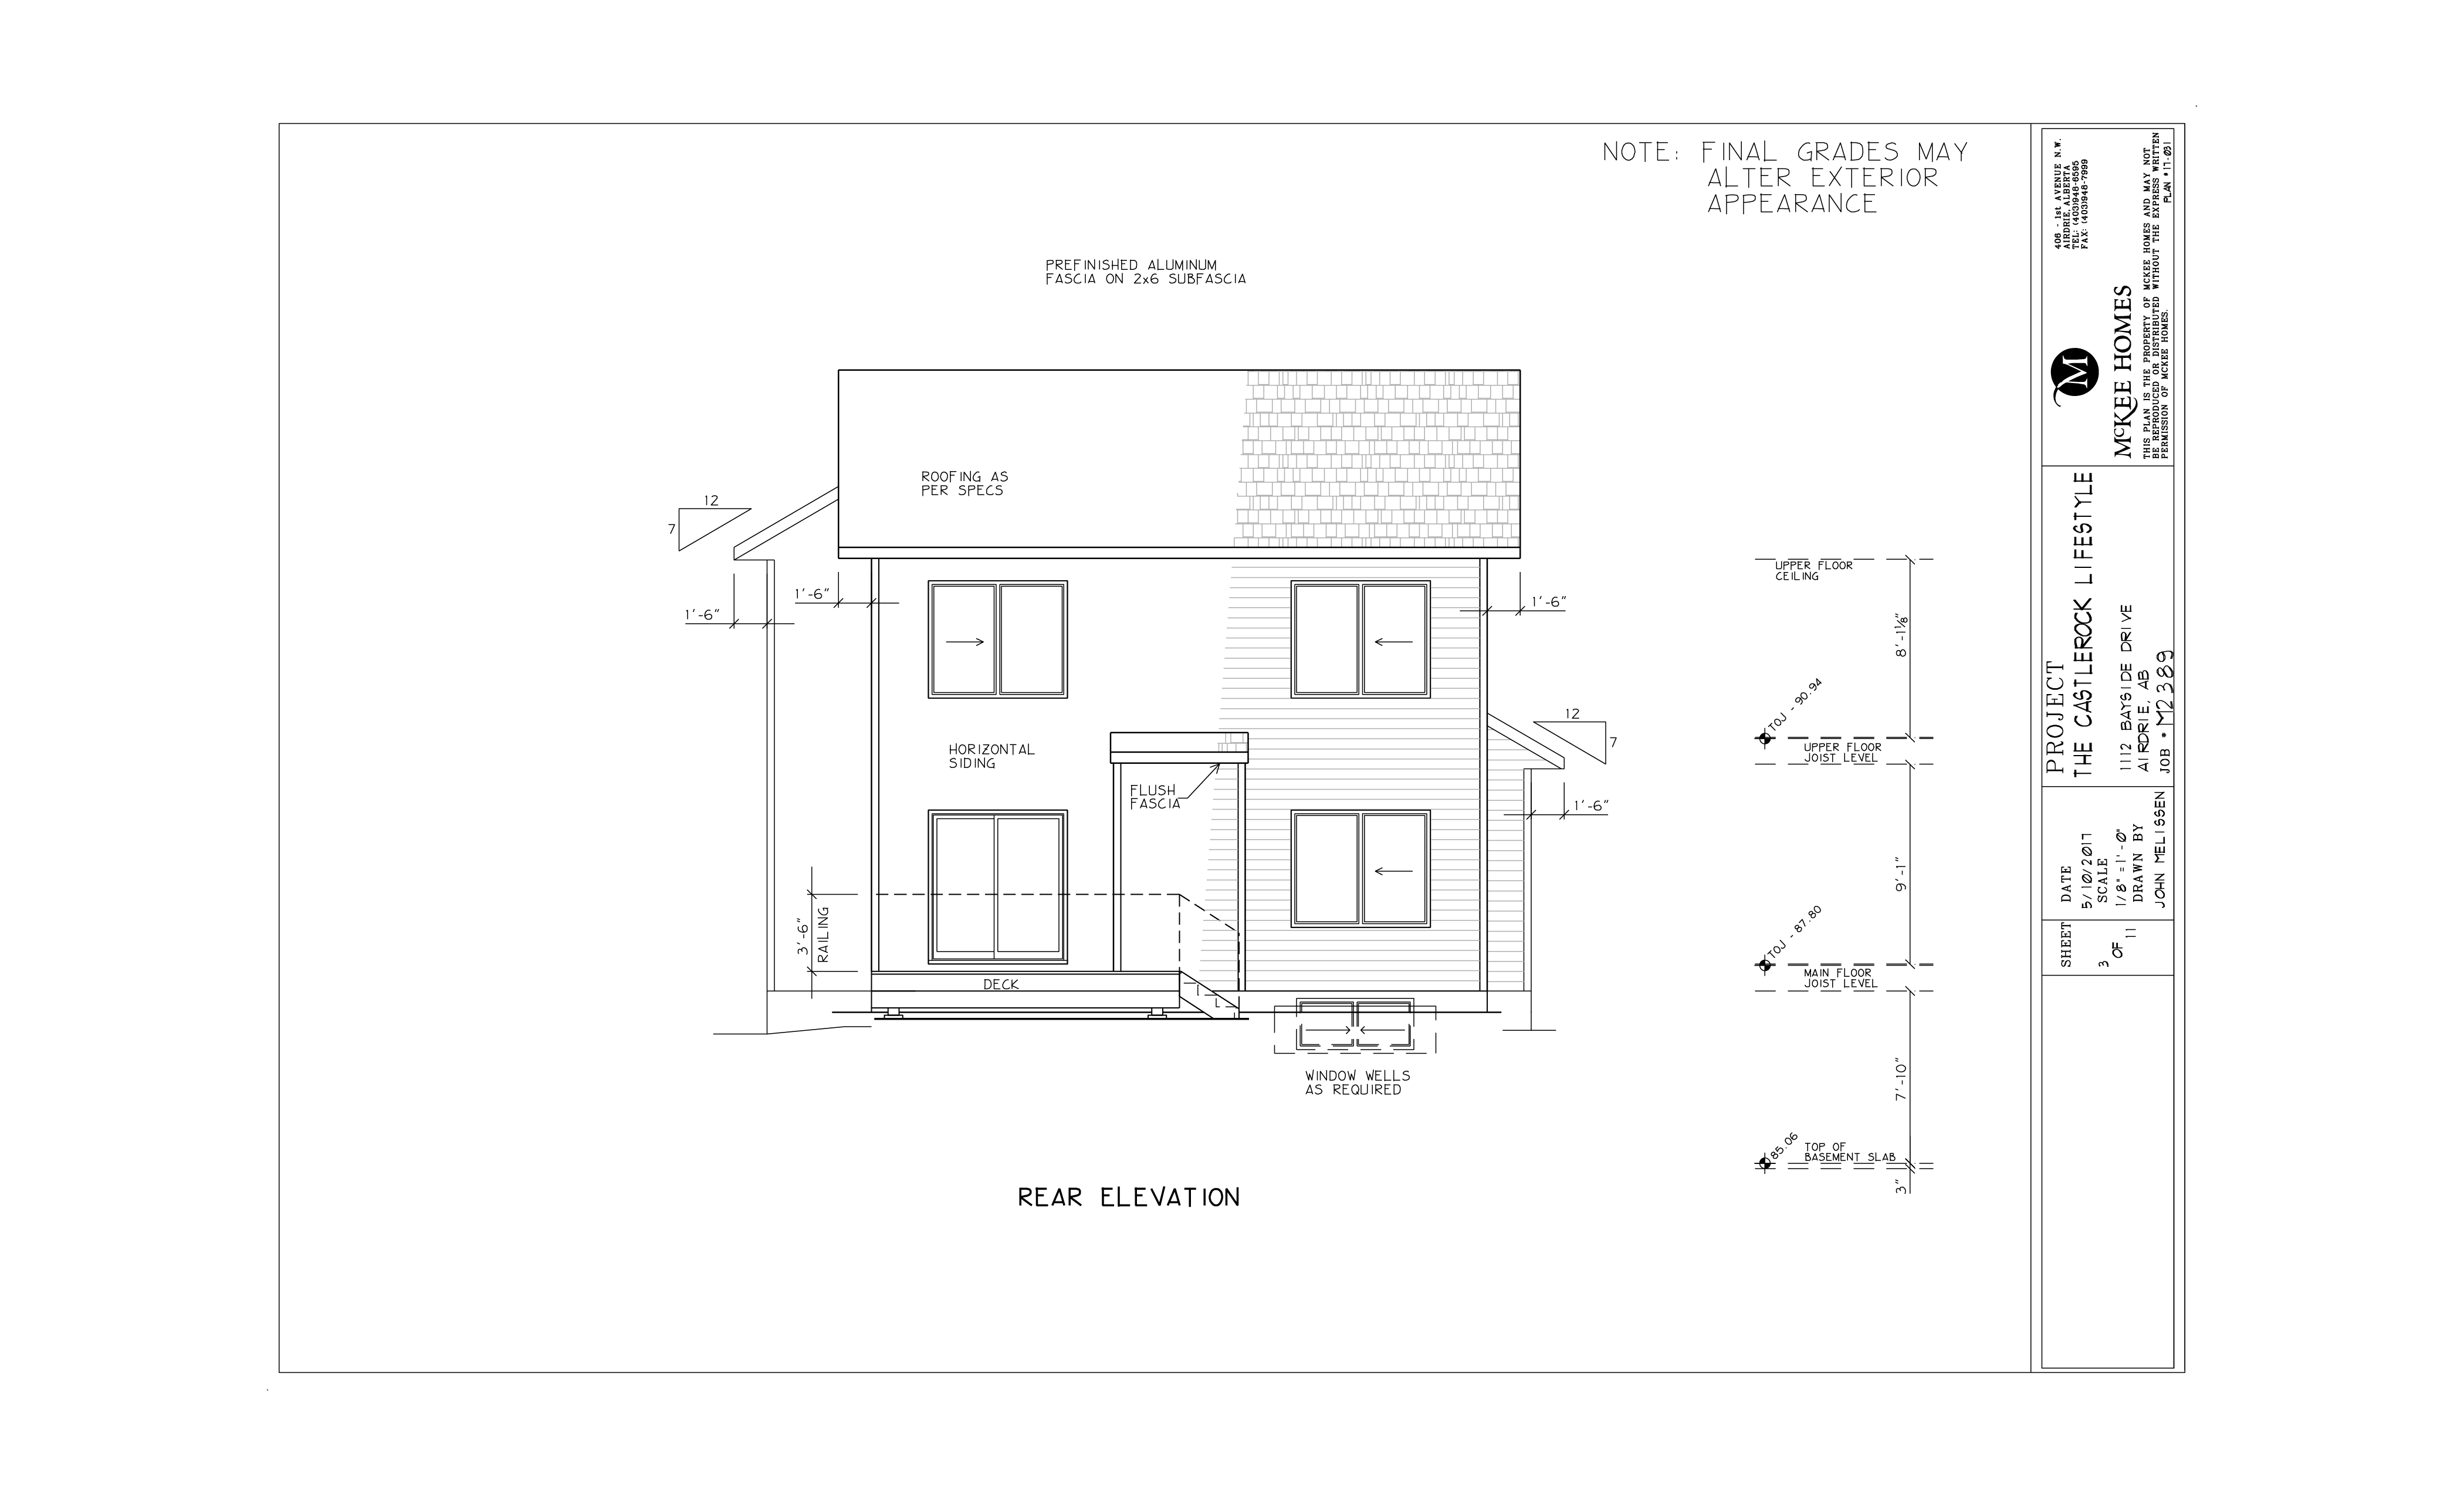 NOTE: FINAL GRADES MAY
ALTER EXTERIOR
APPEARANCE
PREFINISHED ALUMINUM
FASCIA ON 2x6 SUBFASCIA
ROOFING AS
PER SPECS
12
7
1'-6"
1'-6"
1'-6"
HORIZONTAL
SIDING
FLUSH
FASCIA
12
7
1'-6"
3'-6"
RAILING
DECK
WINDOW WELLS
AS REQUIRED
REAR ELEVATION
UPPER FLOOR
CEILING
8'-1⅛"
TOJ - 90.94
UPPER FLOOR
JOIST LEVEL
9'-1"
TOJ - 87.80
MAIN FLOOR
JOIST LEVEL
7'-10"
85.06
TOP OF
BASEMENT SLAB
3"
406 - 1st AVENUE N.W.
AIRDRIE, ALBERTA
TEL: (403)948-6595
FAX: (403)948-7999
M
McKEE HOMES
THIS PLAN IS THE PROPERTY OF MCKEE HOMES AND MAY NOT
BE REPRODUCED OR DISTRIBUTED WITHOUT THE EXPRESS WRITTEN
PERMISSION OF MCKEE HOMES.
PLAN #17-031
PROJECT
THE CASTLEROCK LIFESTYLE
1112 BAYSIDE DRIVE
AIRDRIE, AB
JOB # M2389
DATE
5/10/2017
SCALE
1/8" = 1'-0"
DRAWN BY
JOHN MELISSEN
SHEET
3
OF
11